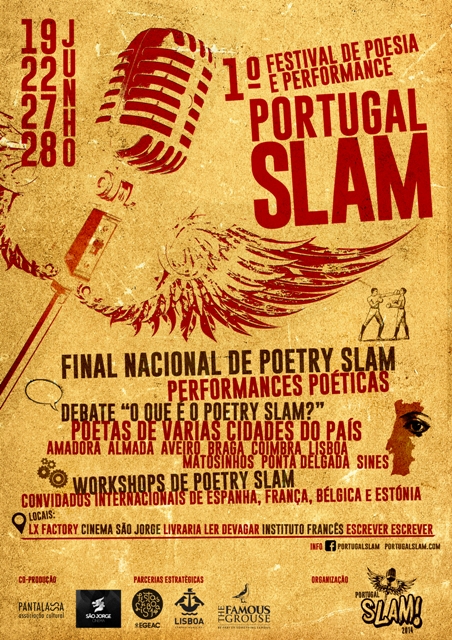 19
22
27
28
JUNHO
1º FESTIVAL DE POESIA
E PERFORMANCE
PORTUGAL
SLAM
FINAL NACIONAL DE POETRY SLAM
PERFORMANCES POÉTICAS
DEBATE “O QUE É O POETRY SLAM?”
POETAS DE VÁRIAS CIDADES DO PAÍS
AMADORA ALMADA AVEIRO BRAGA COIMBRA LISBOA
MATOSINHOS PONTA DELGADA SINES
WORKSHOPS DE POETRY SLAM
CONVIDADOS INTERNACIONAIS DE ESPANHA, FRANÇA, BÉLGICA E ESTÓNIA
LOCAIS:
LX FACTORY CINEMA SÃO JORGE LIVRARIA LER DEVAGAR INSTITUTO FRANCÊS ESCREVER ESCREVER
INFO PORTUGALSLAM PORTUGALSLAM.COM
CO-PRODUÇÃO
PARCERIAS ESTRATÉGICAS
ORGANIZAÇÃO
PANTALASSA
associação cultural
SÃO JORGE
EGEAC
LISBOA
THE FAMOUS
GROUSE
PORTUGAL
SLAM!
2014